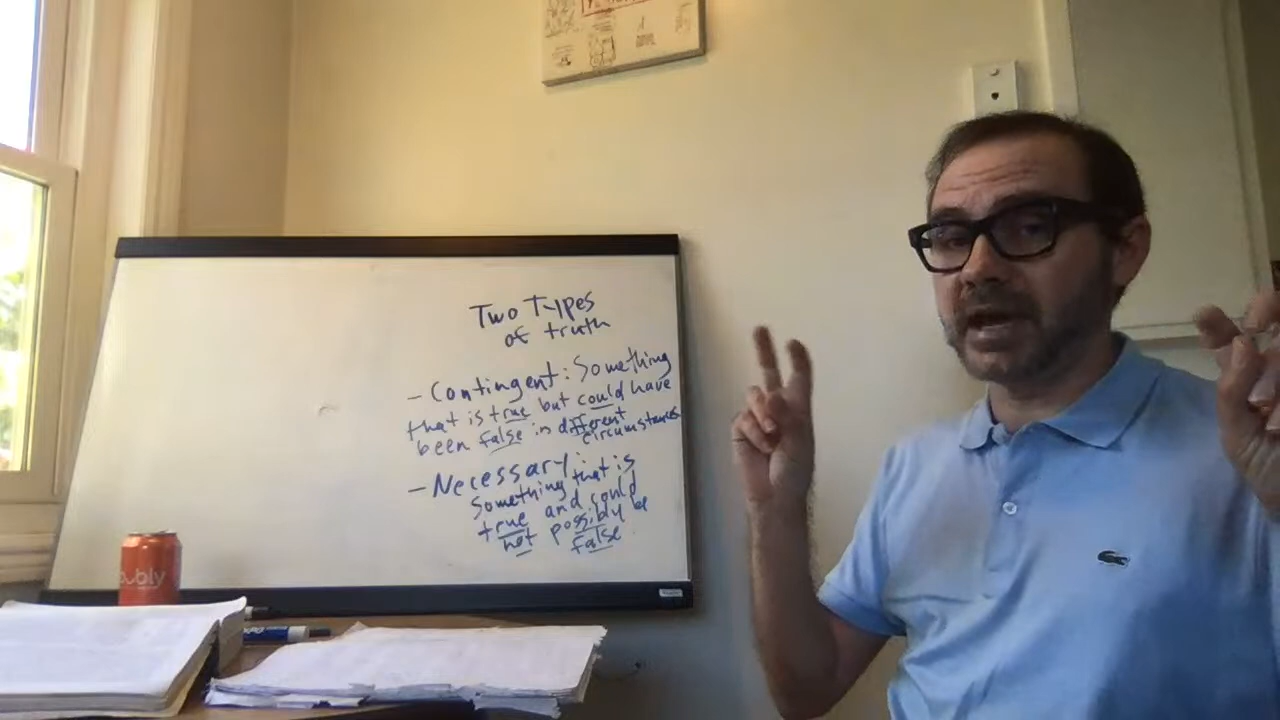 Two Types
of truth
- Contingent: Something
that is true but could have
been false in different
circumstances
- Necessary:
Something that is
true and could
not possibly be
false
bubly